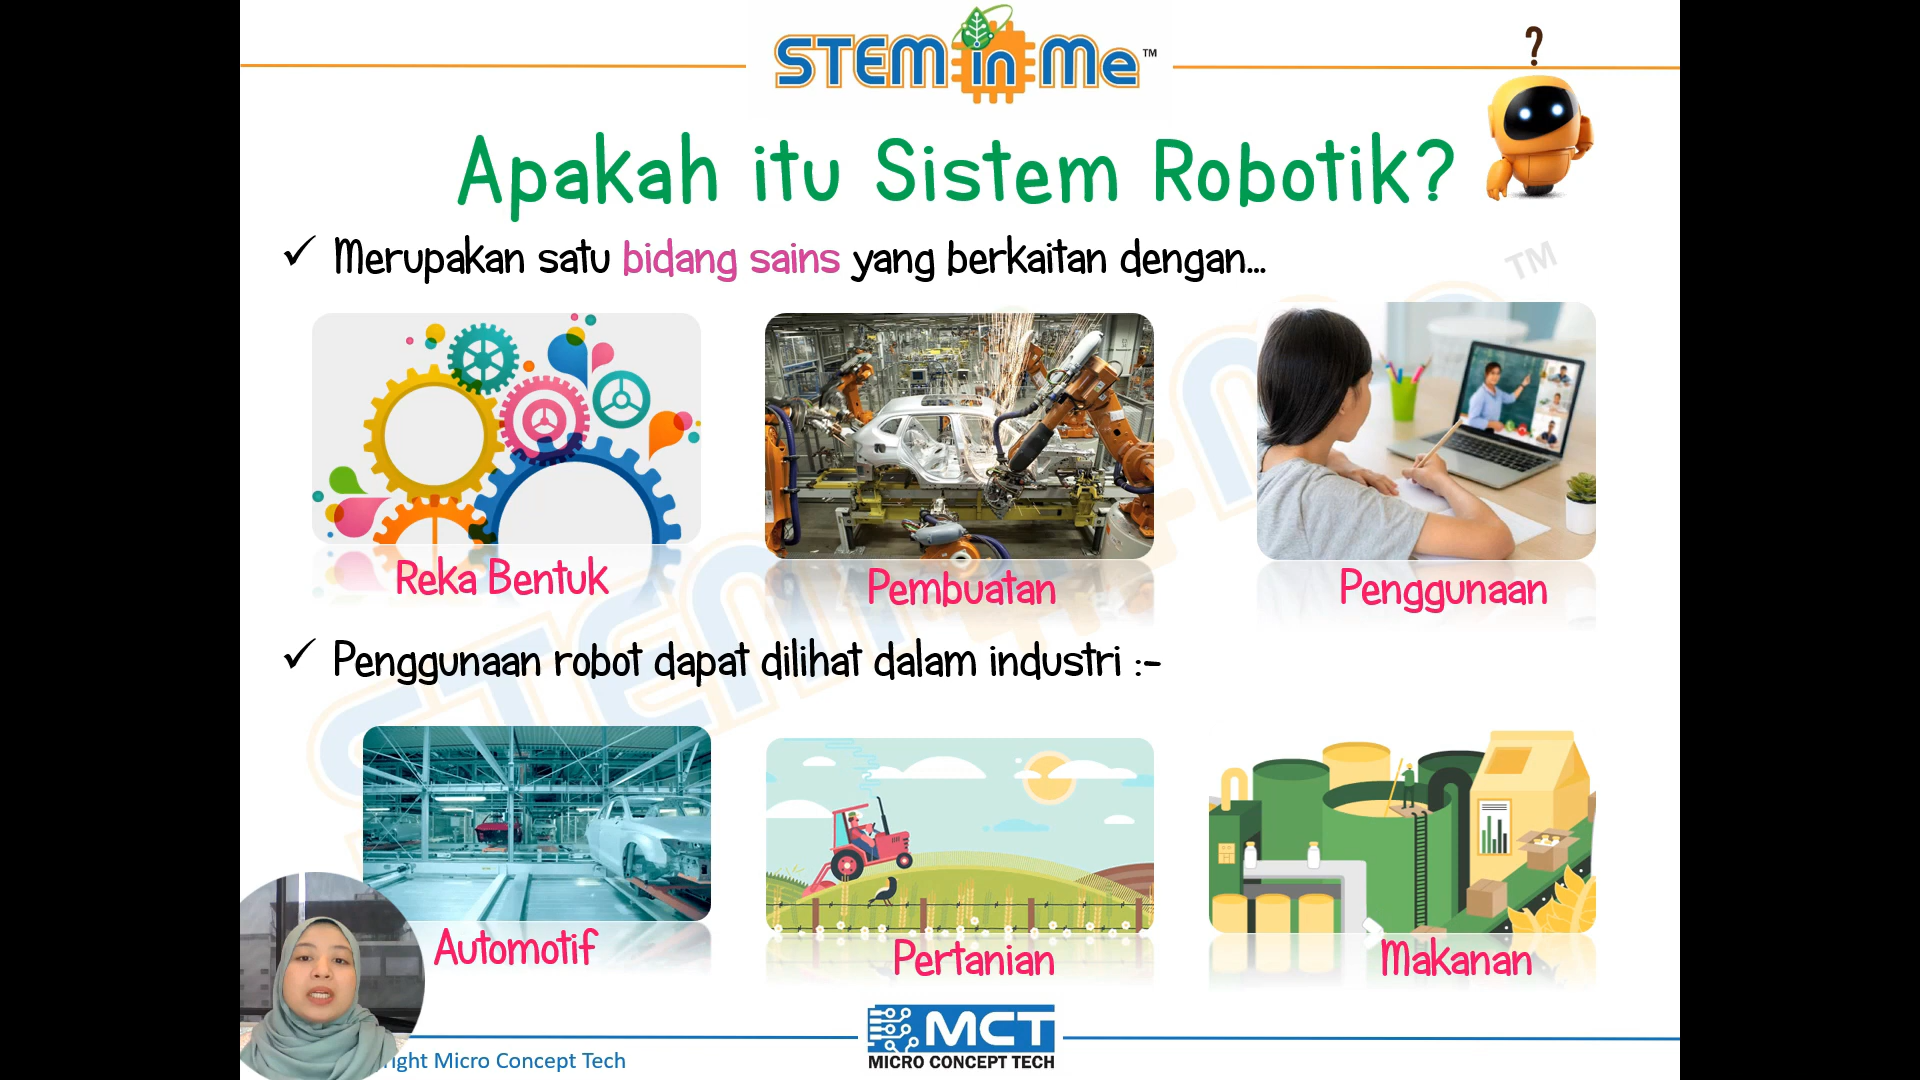 STEM in Me™
?
Apakah itu Sistem Robotik?
✓ Merupakan satu bidang sains yang berkaitan dengan...
TM
Reka Bentuk
Pembuatan
Penggunaan
✓ Penggunaan robot dapat dilihat dalam industri :-
Automotif
Pertanian
Makanan
MCT
MICRO CONCEPT TECH
ight Micro Concept Tech